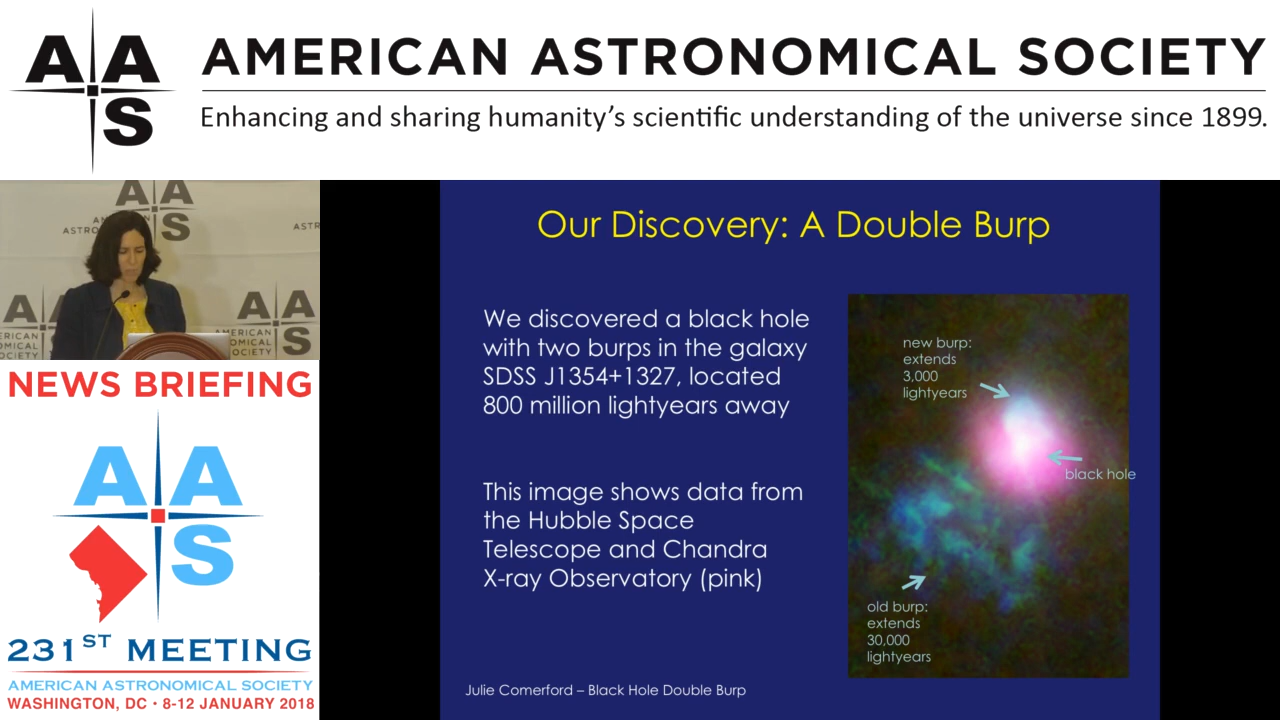 AMERICAN ASTRONOMICAL SOCIETY
Enhancing and sharing humanity's scientific understanding of the universe since 1899.
AAS
NEWS BRIEFING
AAS
231ST MEETING
AMERICAN ASTRONOMICAL SOCIETY
WASHINGTON, DC · 8-12 JANUARY 2018
Our Discovery: A Double Burp
We discovered a black hole
with two burps in the galaxy
SDSS J1354+1327, located
800 million lightyears away
This image shows data from
the Hubble Space
Telescope and Chandra
X-ray Observatory (pink)
new burp:
extends
3,000
lightyears
black hole
old burp:
extends
30,000
lightyears
Julie Comerford – Black Hole Double Burp